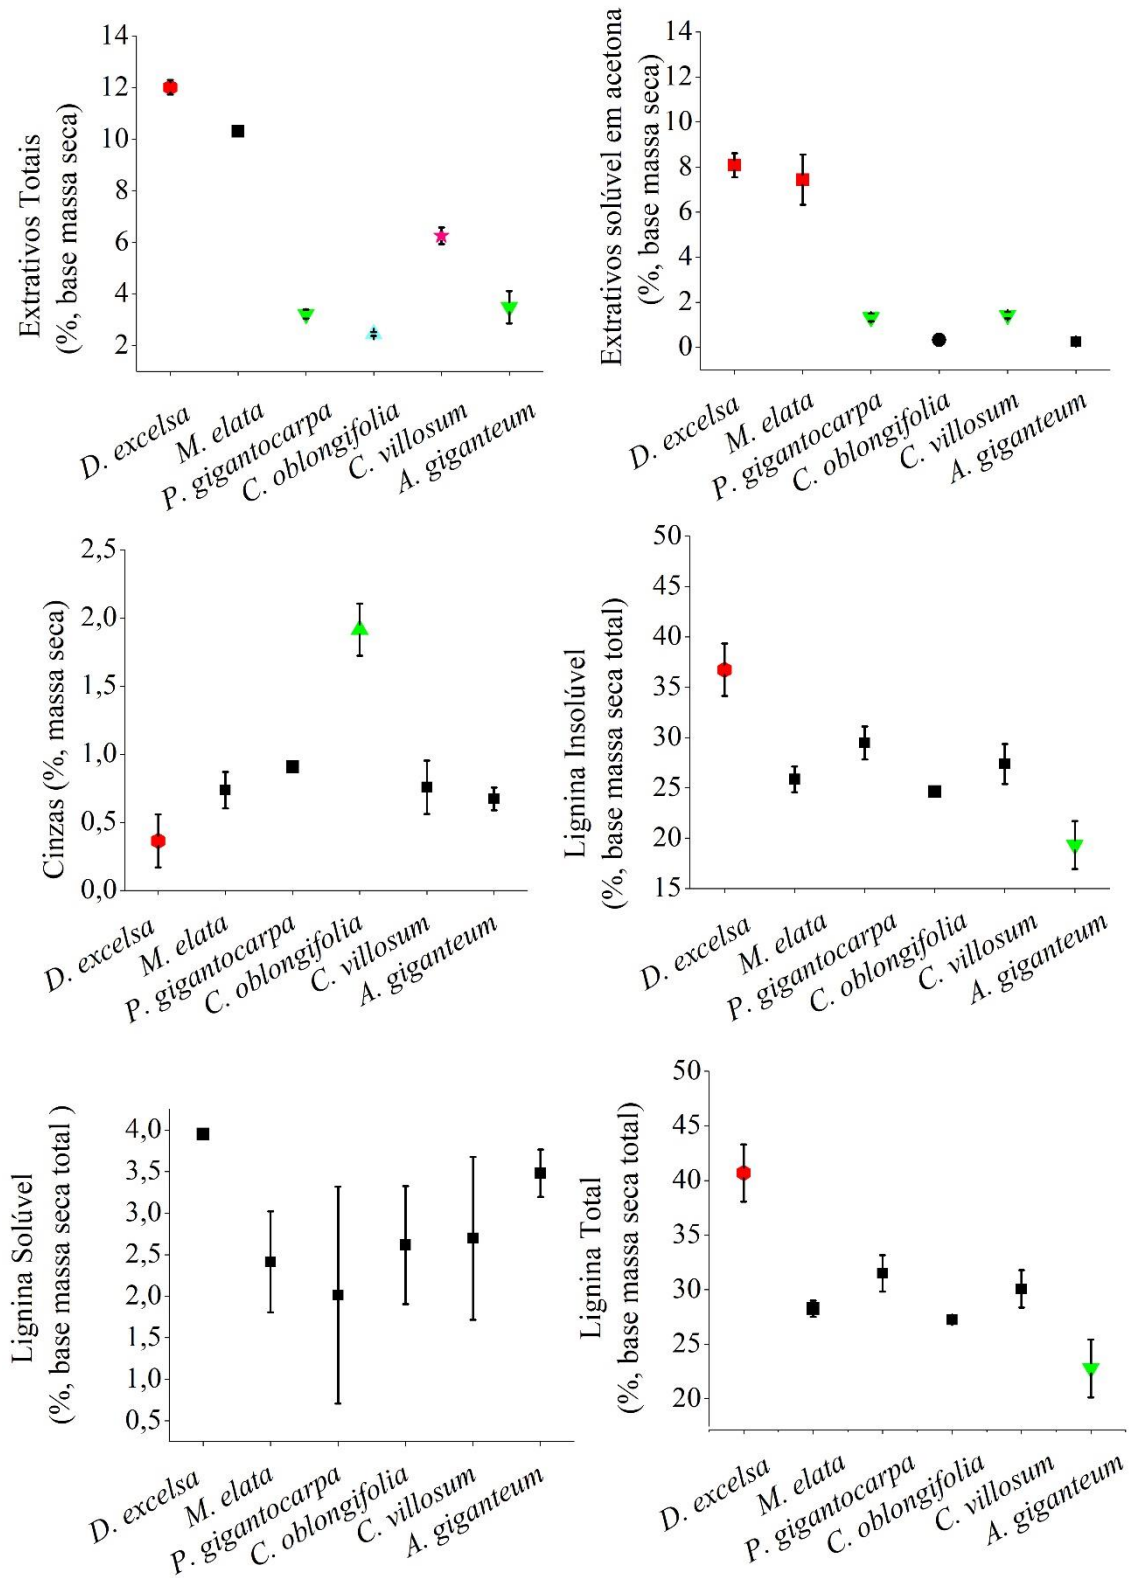 Extrativos Totais
(%, base massa seca)
14
12
10
8
6
4
2
D. excelsa
M. elata
P. gigantocarpa
C. oblongifolia
C. villosum
A. giganteum
Extrativos solúvel em acetona
(%, base massa seca)
14
12
10
8
6
4
2
0
D. excelsa
M. elata
P. gigantocarpa
C. oblongifolia
C. villosum
A. giganteum
Cinzas (%, massa seca)
2,5
2,0
1,5
1,0
0,5
0,0
D. excelsa
M. elata
P. gigantocarpa
C. oblongifolia
C. villosum
A. giganteum
Lignina Insolúvel
(%, base massa seca total)
50
45
40
35
30
25
20
15
D. excelsa
M. elata
P. gigantocarpa
C. oblongifolia
C. villosum
A. giganteum
Lignina Solúvel
(%, base massa seca total )
4,0
3,5
3,0
2,5
2,0
1,5
1,0
0,5
D. excelsa
M. elata
P. gigantocarpa
C. oblongifolia
C. villosum
A. giganteum
Lignina Total
(%, base massa seca total)
50
45
40
35
30
25
20
D. excelsa
M. elata
P. gigantocarpa
C. oblongifolia
C. villosum
A. giganteum